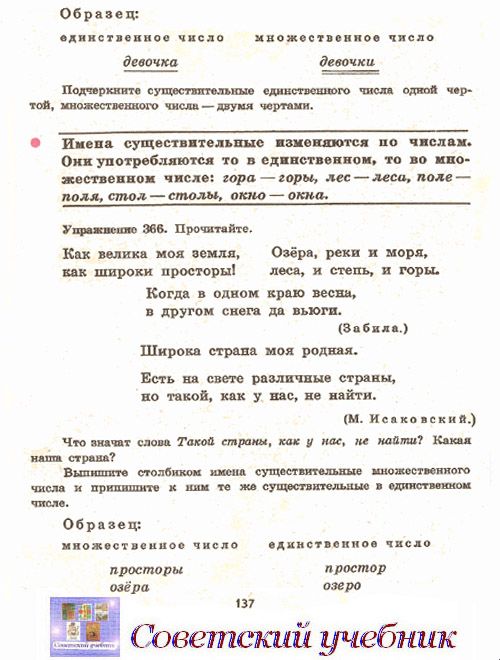 Образец:
единственное число множественное число
девочка девочки
Подчеркните существительные единственного числа одной чер-
той, множественного числа — двумя чертами.
Имена существительные изменяются по числам.
Они употребляются то в единственном, то во мно-
жественном числе: гора — горы, лес — леса, поле —
поля, стол — столы, окно — окна.
Упражнение 366. Прочитайте.
Как велика моя земля,
как широки просторы!
Озёра, реки и моря,
леса, и степь, и горы.
Когда в одном краю весна,
в другом снега да вьюги.
(Забила.)
Широка страна моя родная.
Есть на свете различные страны,
но такой, как у нас, не найти.
(М. Исаковский.)
Что значат слова Такой страны, как у нас, не найти? Какая
наша страна?
Выпишите столбиком имена существительные множественного
числа и припишите к ним те же существительные в единственном
числе.
Образец:
множественное число единственное число
просторы простор
озёра озеро
137
Советский учебник
Советский учебник